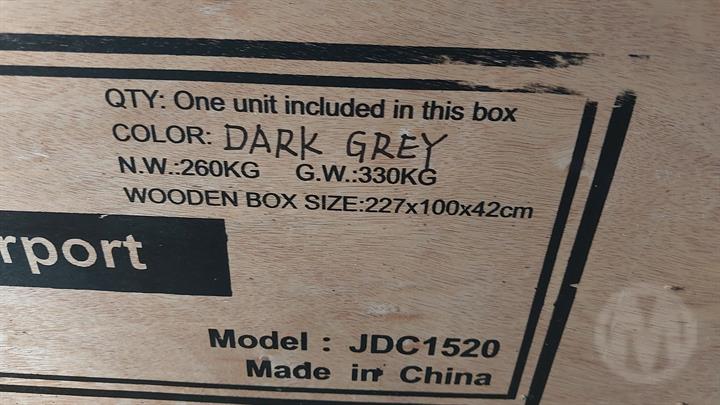 QTY: One unit included in this box
COLOR: DARK GREY
N.W.:260KG G.W.:330KG
WOODEN BOX SIZE:227x100x42cm
rport
Model : JDC1520
Made in China